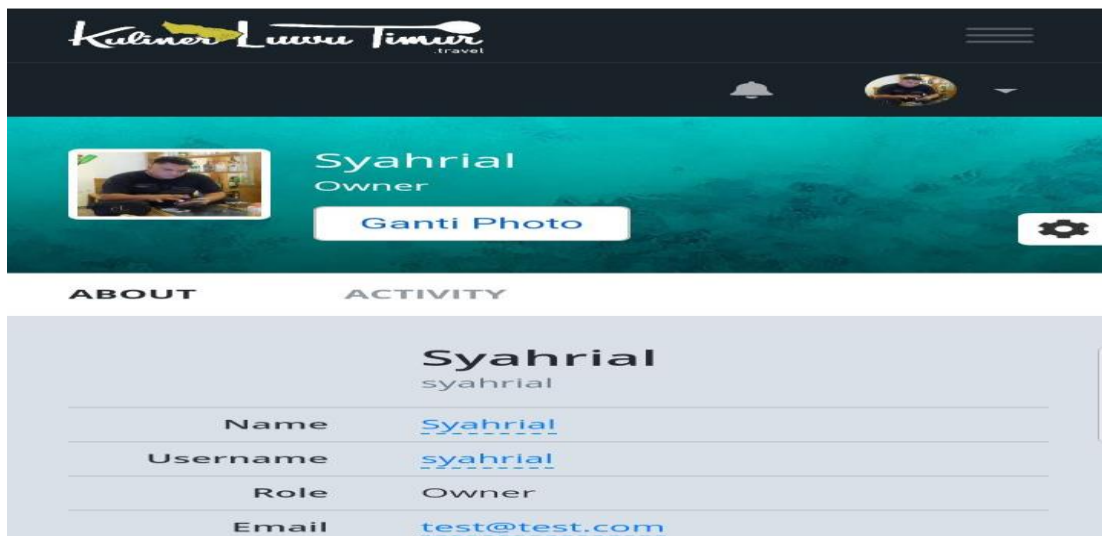 Kuliner Luwu Timur
.travel
Syahrial
Owner
Ganti Photo
ABOUT ACTIVITY
Syahrial
syahrial
Name Syahrial
Username syahrial
Role Owner
Email test@test.com